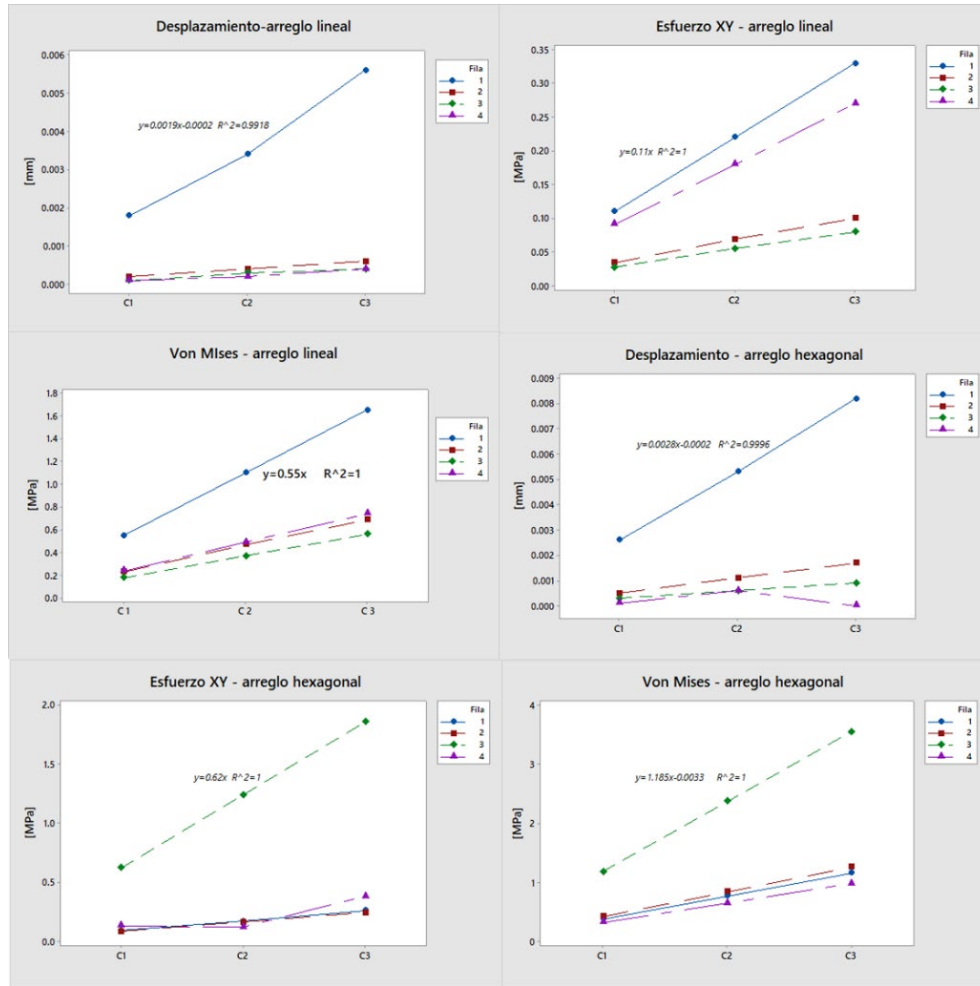 Desplazamiento-arreglo lineal
0.006
0.005
0.004
0.003
0.002
0.001
0.000
[mm]
y=0.0019x-0.0002 R^2=0.9918
C1 C2 C3
Fila
1
2
3
4
Esfuerzo XY - arreglo lineal
0.35
0.30
0.25
0.20
0.15
0.10
0.05
0.00
[MPa]
y=0.11x R^2=1
C1 C2 C3
Fila
1
2
3
4
Von MIses - arreglo lineal
1.8
1.6
1.4
1.2
1.0
0.8
0.6
0.4
0.2
0.0
[MPa]
y=0.55x R^2=1
C 1 C 2 C 3
Fila
1
2
3
4
Desplazamiento - arreglo hexagonal
0.009
0.008
0.007
0.006
0.005
0.004
0.003
0.002
0.001
0.000
[mm]
y=0.0028x-0.0002 R^2=0.9996
C1 C2 C3
Fila
1
2
3
4
Esfuerzo XY - arreglo hexagonal
2.0
1.5
1.0
0.5
0.0
[MPa]
y=0.62x R^2=1
C1 C2 C3
Fila
1
2
3
4
Von Mises - arreglo hexagonal
4
3
2
1
0
[MPa]
y=1.185x-0.0033 R^2=1
C1 C2 C3
Fila
1
2
3
4